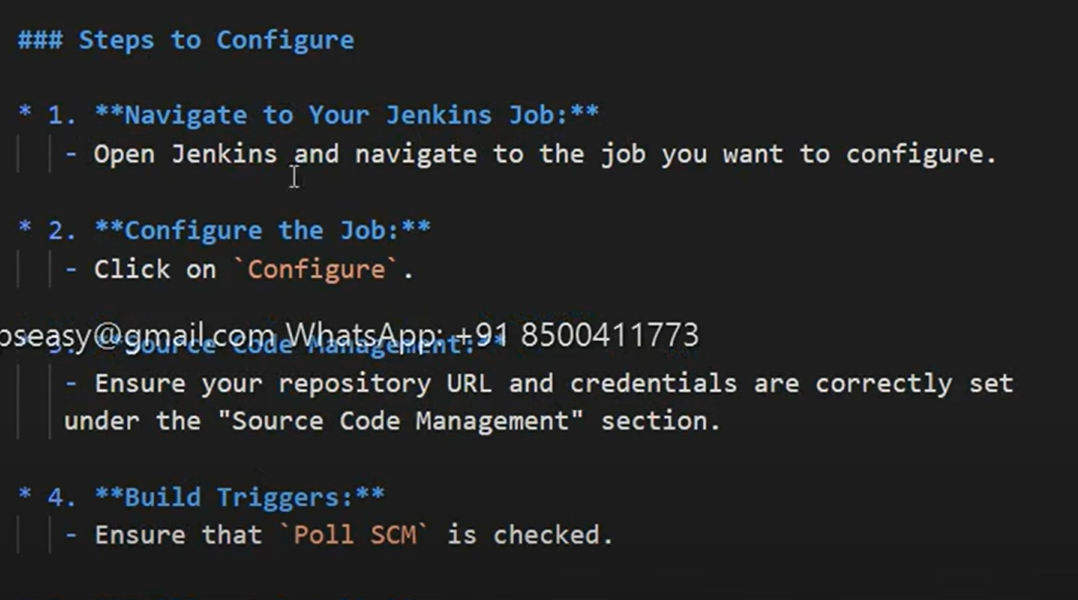 ### Steps to Configure
* 1. **Navigate to Your Jenkins Job:**
- Open Jenkins and navigate to the job you want to configure.
* 2. **Configure the Job:**
- Click on `Configure`.
pseasy@gmail.com WhatsApp: +91 8500411773
* 3. **Source Code Management:**
- Ensure your repository URL and credentials are correctly set
under the "Source Code Management" section.
* 4. **Build Triggers:**
- Ensure that `Poll SCM` is checked.